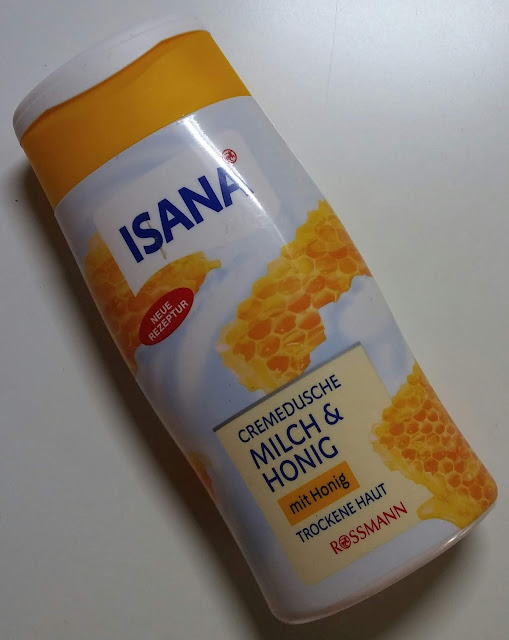 ISANA
NEUE
REZEPTUR
CREMEDUSCHE
MILCH &
HONIG
mit Honig
TROCKENE HAUT
ROSSMANN